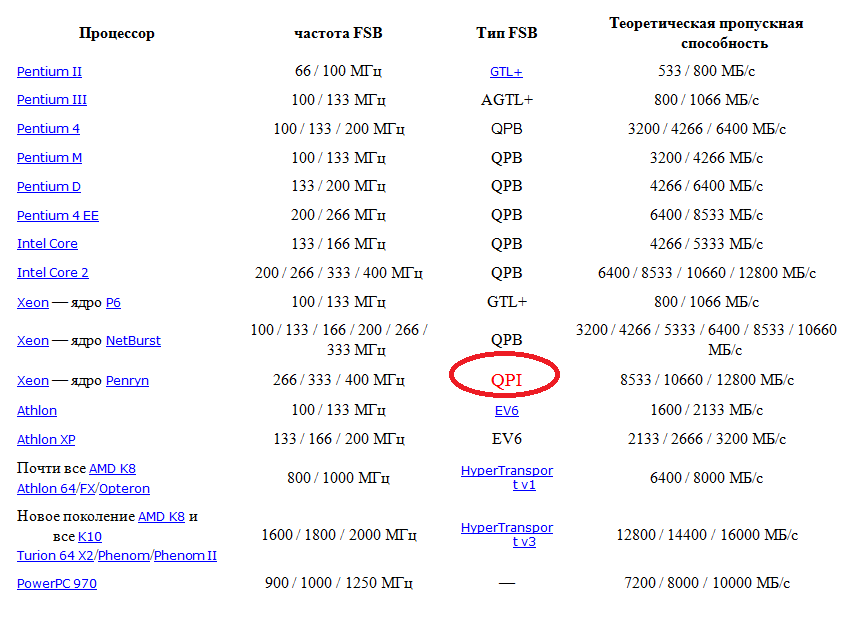 Процессор частота FSB Тип FSB Теоретическая пропускная способность
Pentium II 66 / 100 МГц GTL+ 533 / 800 МБ/с
Pentium III 100 / 133 МГц AGTL+ 800 / 1066 МБ/с
Pentium 4 100 / 133 / 200 МГц QPB 3200 / 4266 / 6400 МБ/с
Pentium M 100 / 133 МГц QPB 3200 / 4266 МБ/с
Pentium D 133 / 200 МГц QPB 4266 / 6400 МБ/с
Pentium 4 EE 200 / 266 МГц QPB 6400 / 8533 МБ/с
Intel Core 133 / 166 МГц QPB 4266 / 5333 МБ/с
Intel Core 2 200 / 266 / 333 / 400 МГц QPB 6400 / 8533 / 10660 / 12800 МБ/с
Xeon — ядро P6 100 / 133 МГц GTL+ 800 / 1066 МБ/с
Xeon — ядро NetBurst 100 / 133 / 166 / 200 / 266 / 333 МГц QPB 3200 / 4266 / 5333 / 6400 / 8533 / 10660 МБ/с
Xeon — ядро Penryn 266 / 333 / 400 МГц QPI 8533 / 10660 / 12800 МБ/с
Athlon 100 / 133 МГц EV6 1600 / 2133 МБ/с
Athlon XP 133 / 166 / 200 МГц EV6 2133 / 2666 / 3200 МБ/с
Почти все AMD K8
Athlon 64/FX/Opteron 800 / 1000 МГц HyperTransport v1 6400 / 8000 МБ/с
Новое поколение AMD K8 и
все K10
Turion 64 X2/Phenom/Phenom II 1600 / 1800 / 2000 МГц HyperTransport v3 12800 / 14400 / 16000 МБ/с
PowerPC 970 900 / 1000 / 1250 МГц — 7200 / 8000 / 10000 МБ/с